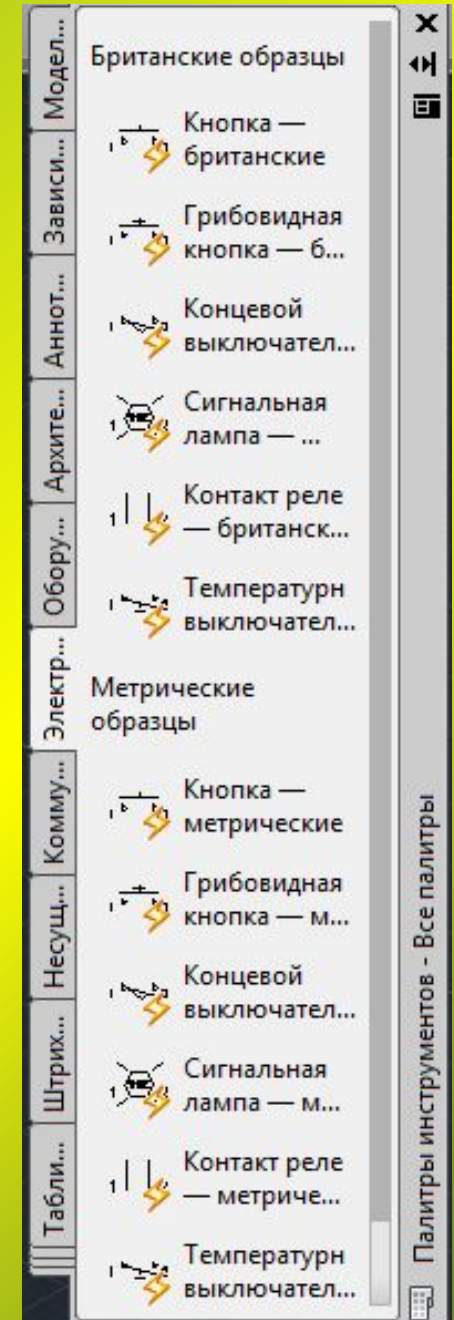 Модел...
Зависи...
Аннот...
Архите...
Обору...
Электр...
Комму...
Несущ...
Штрих...
Табли...
Британские образцы
Кнопка —
британские
Грибовидная
кнопка — б...
Концевой
выключател...
Сигнальная
лампа — ...
Контакт реле
— британск...
Температурн
выключател...
Метрические
образцы
Кнопка —
метрические
Грибовидная
кнопка — м...
Концевой
выключател...
Сигнальная
лампа — м...
Контакт реле
— метриче...
Температурн
выключател...
Палитры инструментов - Все палитры